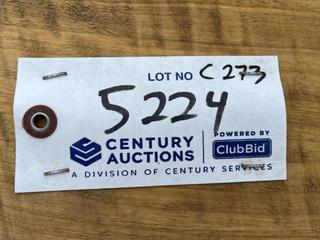 LOT NO C 273
5224
CENTURY AUCTIONS
POWERED BY
ClubBid
A DIVISION OF CENTURY SERVICES